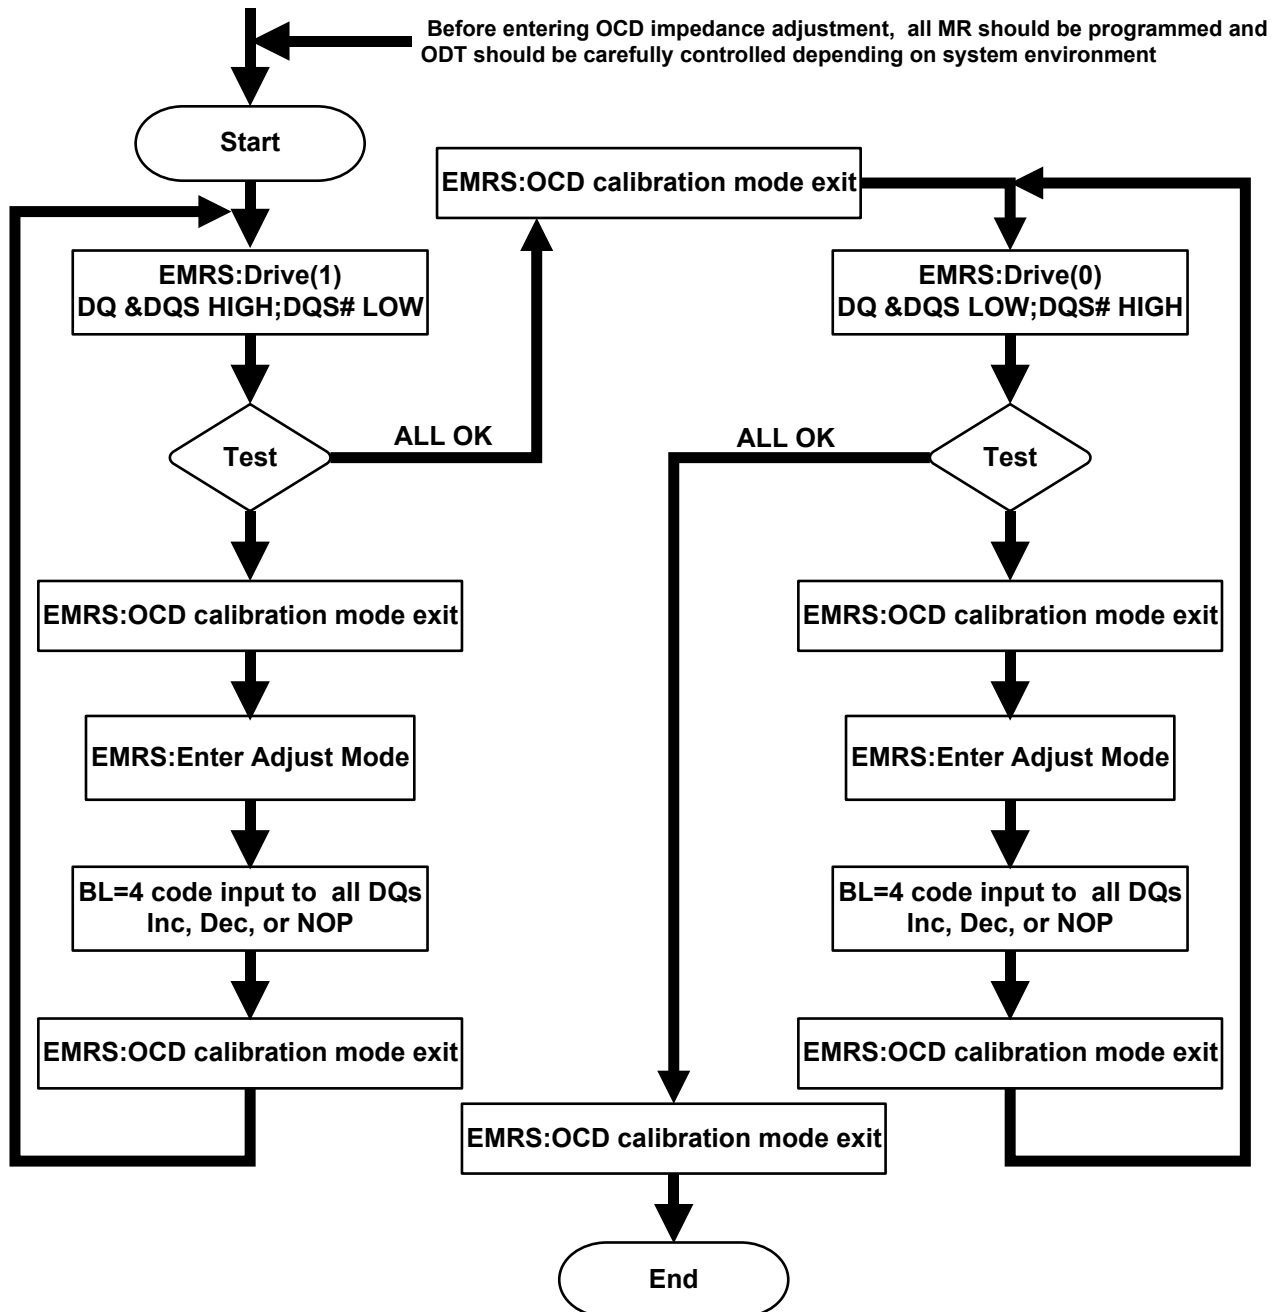 Before entering OCD impedance adjustment, all MR should be programmed and
ODT should be carefully controlled depending on system environment
Start
EMRS:OCD calibration mode exit
EMRS:Drive(1)
DQ &DQS HIGH;DQS# LOW
EMRS:Drive(0)
DQ &DQS LOW;DQS# HIGH
ALL OK
ALL OK
Test
Test
EMRS:OCD calibration mode exit
EMRS:OCD calibration mode exit
EMRS:Enter Adjust Mode
EMRS:Enter Adjust Mode
BL=4 code input to all DQs
Inc, Dec, or NOP
BL=4 code input to all DQs
Inc, Dec, or NOP
EMRS:OCD calibration mode exit
EMRS:OCD calibration mode exit
EMRS:OCD calibration mode exit
End